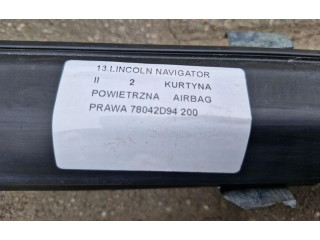 13.LINCOLN NAVIGATOR
II 2 KURTYNA
POWIETRZNA AIRBAG
PRAWA 78042D94 200